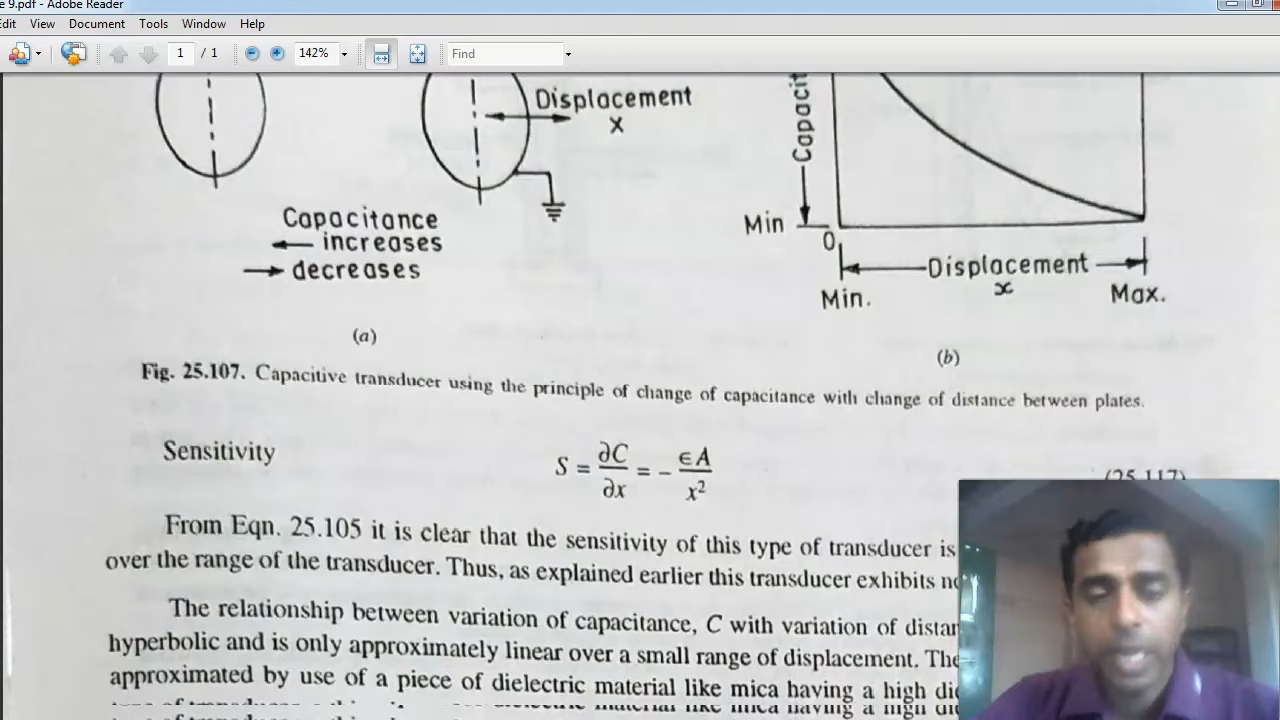 e 9.pdf - Adobe Reader
Edit View Document Tools Window Help
1 / 1 142% Find
Displacement
X
Capacitance
increases
decreases
(a)
Capacit
Min
0
Displacement
x
Min. Max.
(b)
Fig. 25.107. Capacitive transducer using the principle of change of capacitance with change of distance between plates.
Sensitivity S = ∂C/∂x = - ∈A/x² (25.117)
From Eqn. 25.105 it is clear that the sensitivity of this type of transducer is
over the range of the transducer. Thus, as explained earlier this transducer exhibits
The relationship between variation of capacitance, C with variation of distan
hyperbolic and is only approximately linear over a small range of displacement. The
approximated by use of a piece of dielectric material like mica having a high die